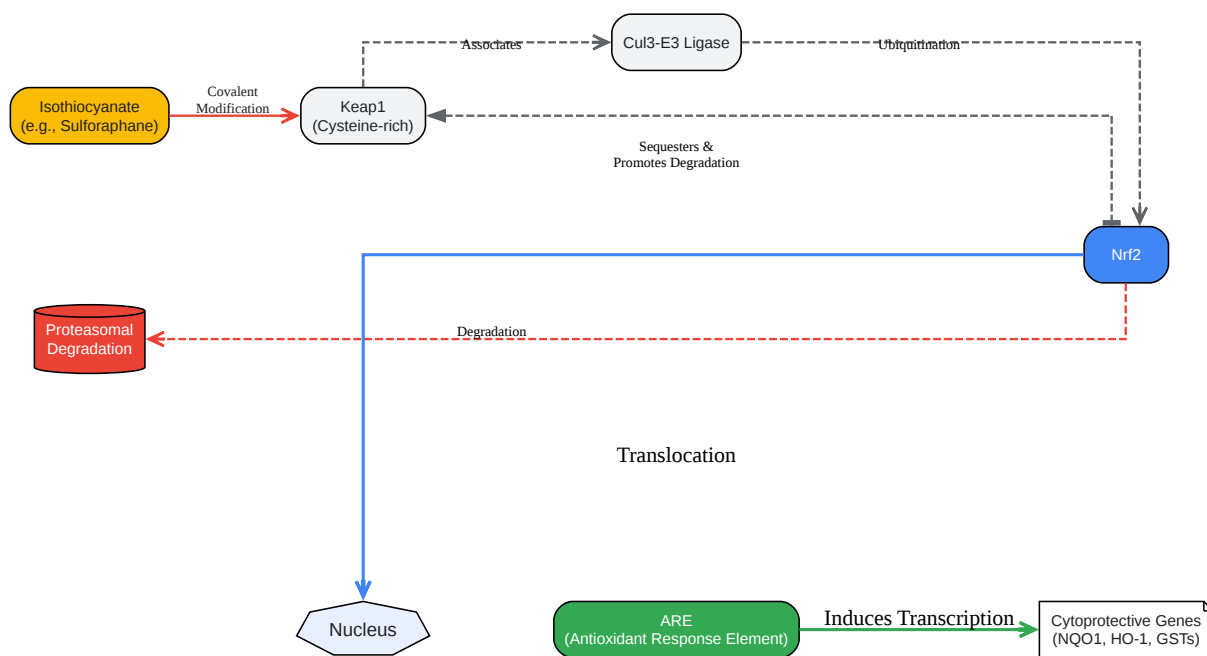 Associates
Cul3-E3 Ligase
Ubiquitination
Isothiocyanate
(e.g., Sulforaphane)
Covalent
Modification
Keap1
(Cysteine-rich)
Sequesters &
Promotes Degradation
Nrf2
Proteasomal
Degradation
Degradation
Translocation
Nucleus
ARE
(Antioxidant Response Element)
Induces Transcription
Cytoprotective Genes
(NQO1, HO-1, GSTs)